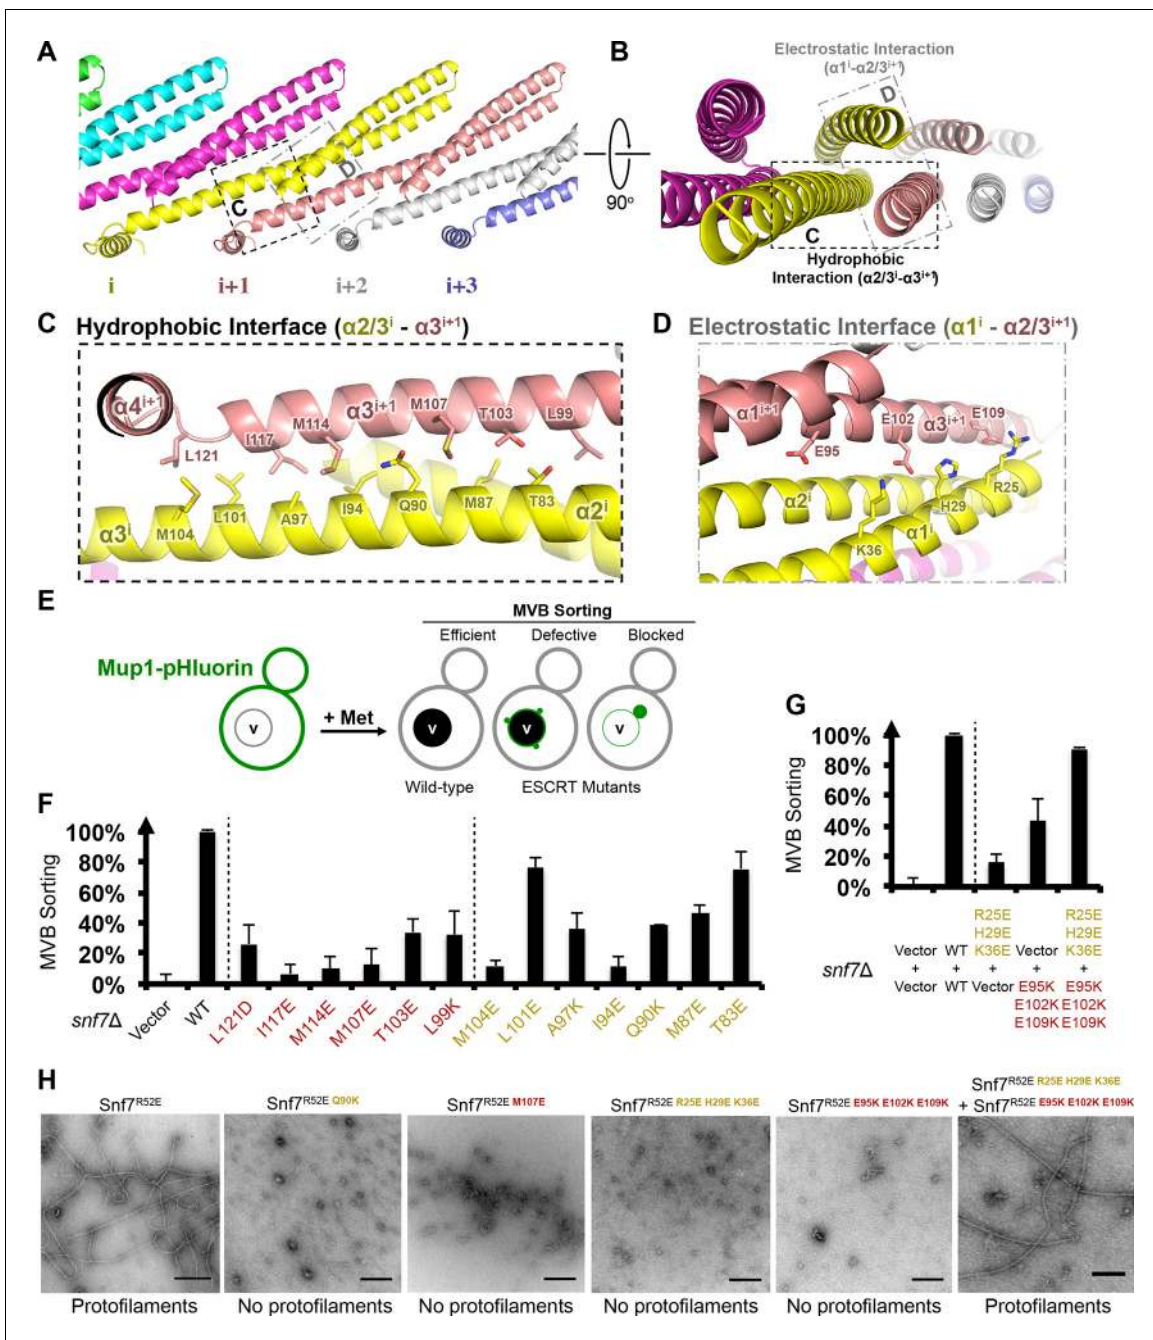 A
C
D
i
i+1
i+2
i+3
90°
B
Electrostatic Interaction
(α1ⁱ-α2/3ⁱ⁺¹)
D
C
Hydrophobic
Interaction (α2/3ⁱ-α3ⁱ⁺¹)
C Hydrophobic Interface (α2/3ⁱ - α3ⁱ⁺¹)
α4ⁱ⁺¹
L121
I117
M114
α3ⁱ⁺¹
M107
T103
L99
α3ⁱ
M104
L101
A97
I94
Q90
M87
T83
α2ⁱ
D Electrostatic Interface (α1ⁱ - α2/3ⁱ⁺¹)
α1ⁱ⁺¹
E95
E102
α3ⁱ⁺¹
E109
α2ⁱ
K36
α1ⁱ
H29
R25
E
Mup1-pHluorin
v
+ Met
MVB Sorting
Efficient Defective Blocked
v v v
Wild-type ESCRT Mutants
F
MVB Sorting
100%
80%
60%
40%
20%
0%
snf7Δ
Vector WT L121D I117E M114E M107E T103E L99K M104E L101E A97K I94E Q90K M87E T83E
G
MVB Sorting
100%
80%
60%
40%
20%
0%
R25E R25E
H29E H29E
Vector WT K36E Vector K36E
snf7Δ + + + + +
Vector WT Vector E95K E95K
E102K E102K
E109K E109K
H
Snf7ᴿ⁵²ᴱ
Protofilaments
Snf7ᴿ⁵²ᴱ Q90K
No protofilaments
Snf7ᴿ⁵²ᴱ M107E
No protofilaments
Snf7ᴿ⁵²ᴱ R25E H29E K36E
No protofilaments
Snf7ᴿ⁵²ᴱ E95K E102K E109K
No protofilaments
Snf7ᴿ⁵²ᴱ R25E H29E K36E
+ Snf7ᴿ⁵²ᴱ E95K E102K E109K
Protofilaments